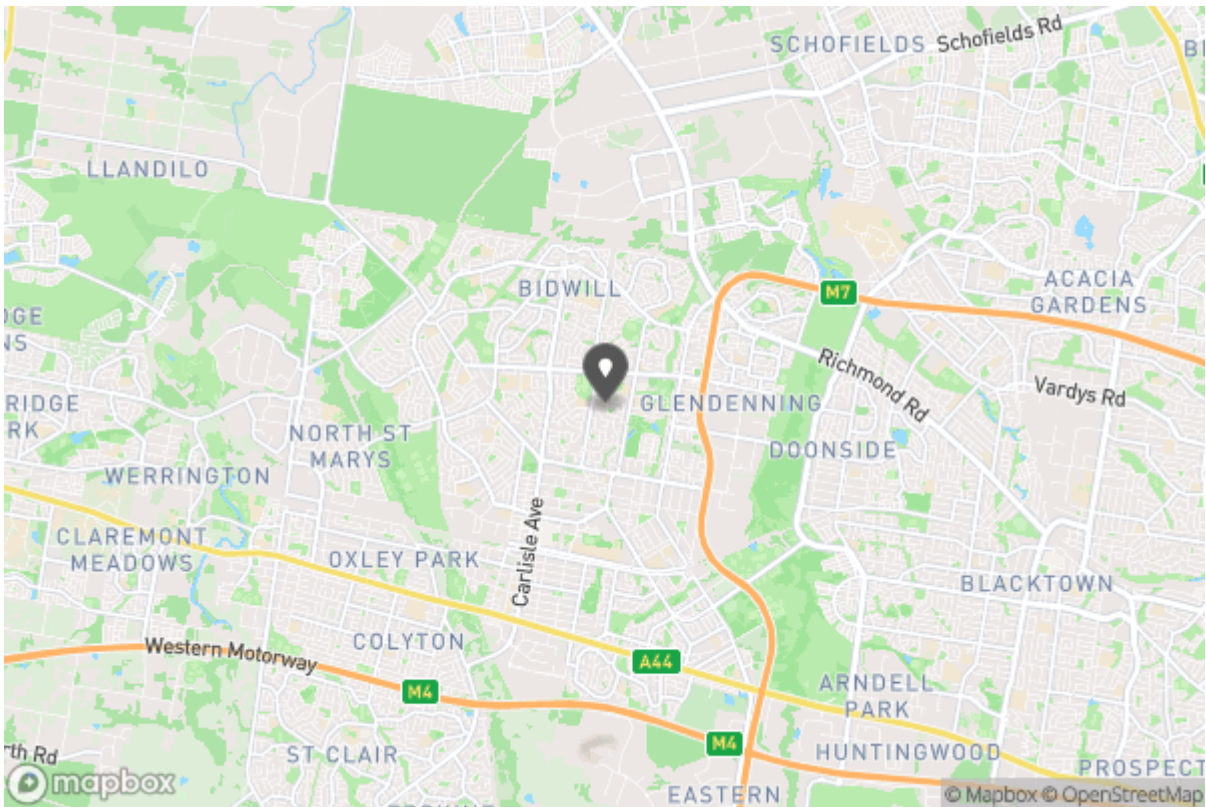 SCHOFIELDS
Schofields Rd
LLANDILO
BIDWILL
M7
ACACIA
GARDENS
Richmond Rd
Vardys Rd
GLENDENNING
NORTH ST
MARYS
DOONSIDE
WERRINGTON
CLAREMONT
MEADOWS
OXLEY PARK
Carlisle Ave
BLACKTOWN
COLYTON
Western Motorway
A44
M4
ARNDELL
PARK
M4
ST CLAIR
HUNTINGWOOD
PROSPECT
EASTERN
mapbox
© Mapbox © OpenStreetMap